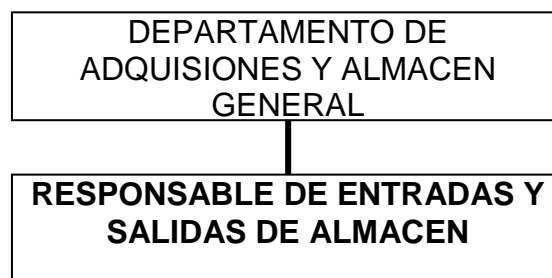 DEPARTAMENTO DE
ADQUISIONES Y ALMACEN
GENERAL
RESPONSABLE DE ENTRADAS Y
SALIDAS DE ALMACEN